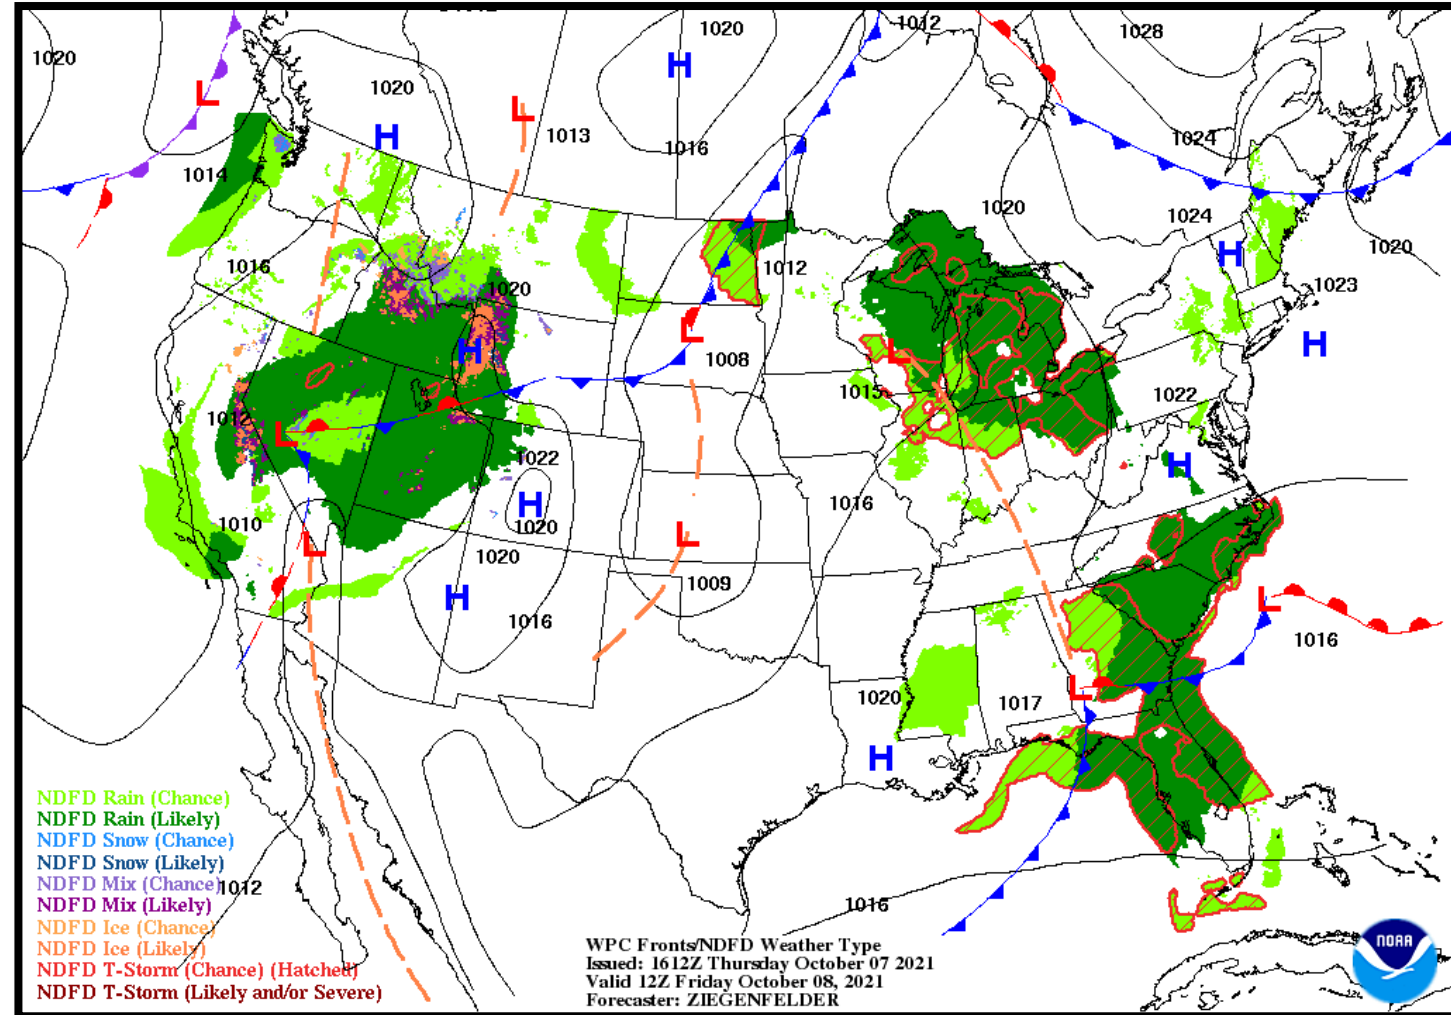 1012
1012
1020
1028
1020
1020
H
L
L
1013
H
1016
1024
1014
1020
1024
H
1020
1016
1012
1023
1020
L
H
1008
L
H
1015
1022
1012
L
1022
H
1016
H
1010
1020
L
L
1020
1009
H
L
1016
1016
L
1020
1017
H
NDFD Rain (Chance)
NDFD Rain (Likely)
NDFD Snow (Chance)
NDFD Snow (Likely)
NDFD Mix (Chance)
1012
NDFD Mix (Likely)
1016
NDFD Ice (Chance)
NDFD Ice (Likely)
NDFD T-Storm (Chance) (Hatched)
NDFD T-Storm (Likely and/or Severe)
WPC Fronts/NDFD Weather Type
Issued: 1612Z Thursday October 07 2021
Valid 12Z Friday October 08, 2021
Forecaster: ZIEGENFELDER
NOAA